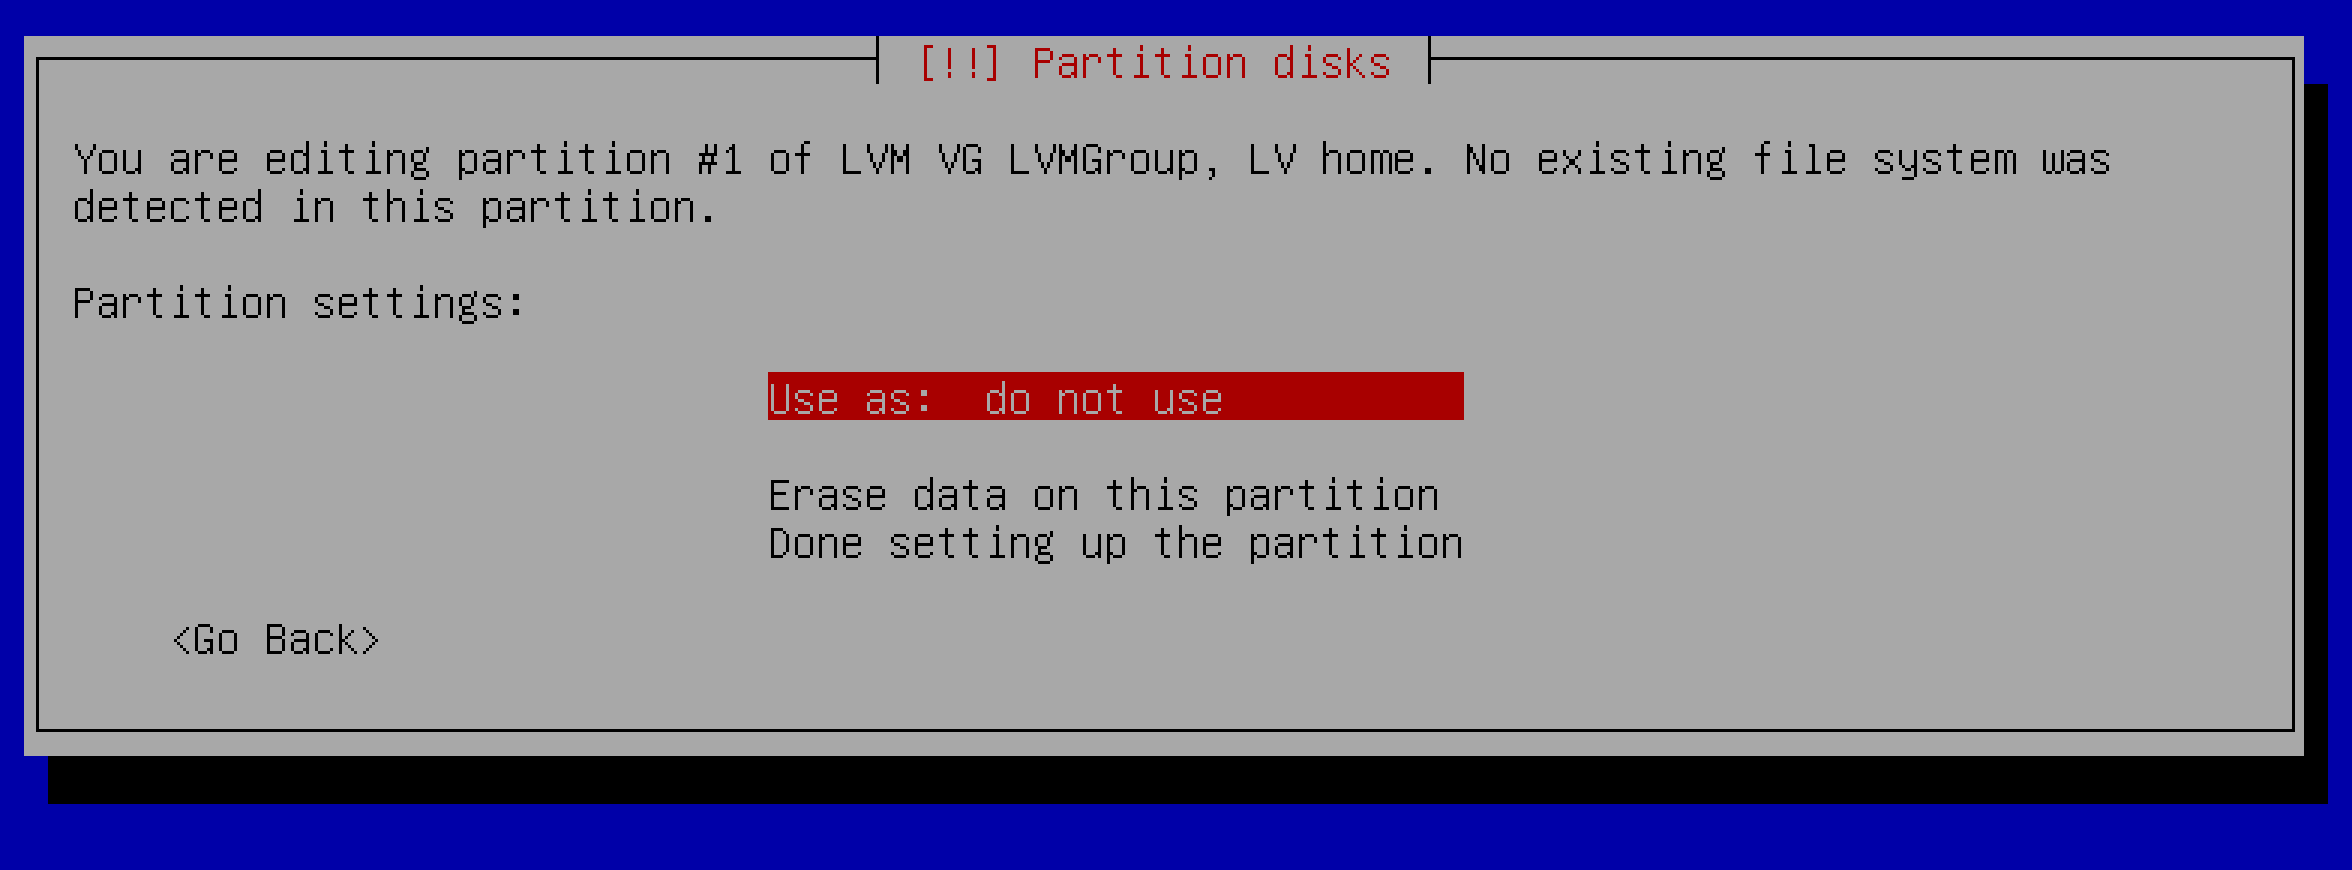 [!!] Partition disks
You are editing partition #1 of LVM VG LVMGroup, LV home. No existing file system was
detected in this partition.
Partition settings:
Use as:  do not use
Erase data on this partition
Done setting up the partition
<Go Back>